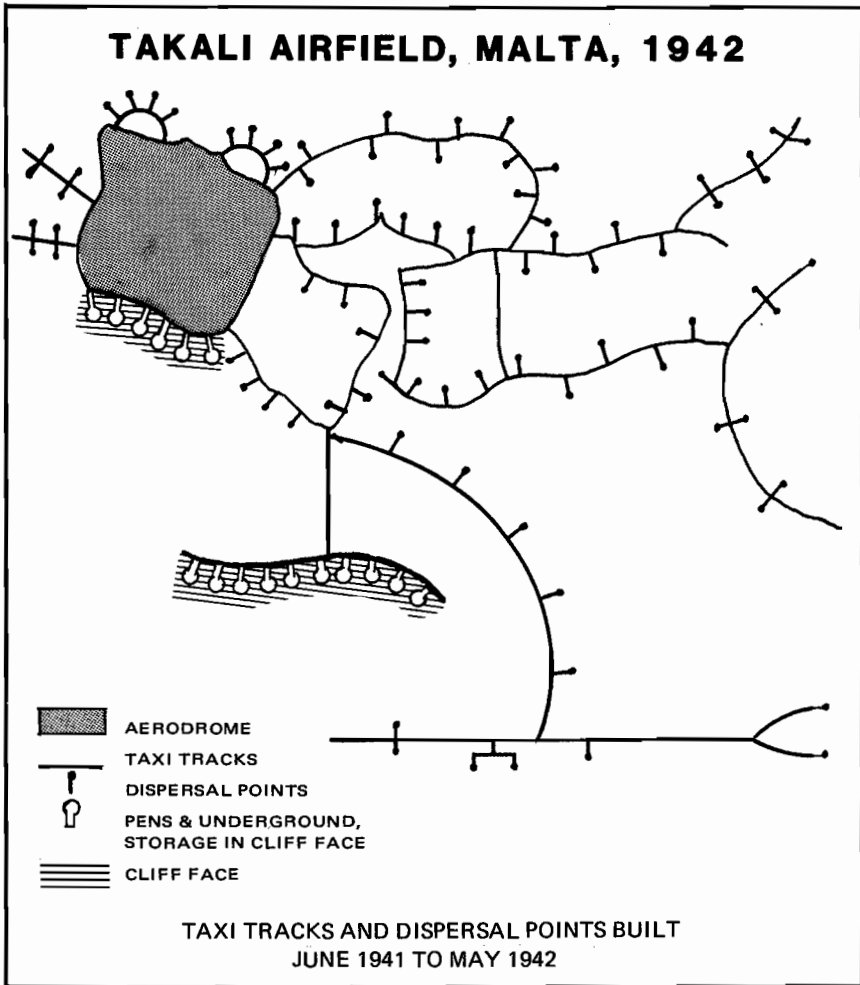 TAKALI AIRFIELD, MALTA, 1942
AERODROME
TAXI TRACKS
DISPERSAL POINTS
PENS & UNDERGROUND,
STORAGE IN CLIFF FACE
CLIFF FACE
TAXI TRACKS AND DISPERSAL POINTS BUILT
JUNE 1941 TO MAY 1942